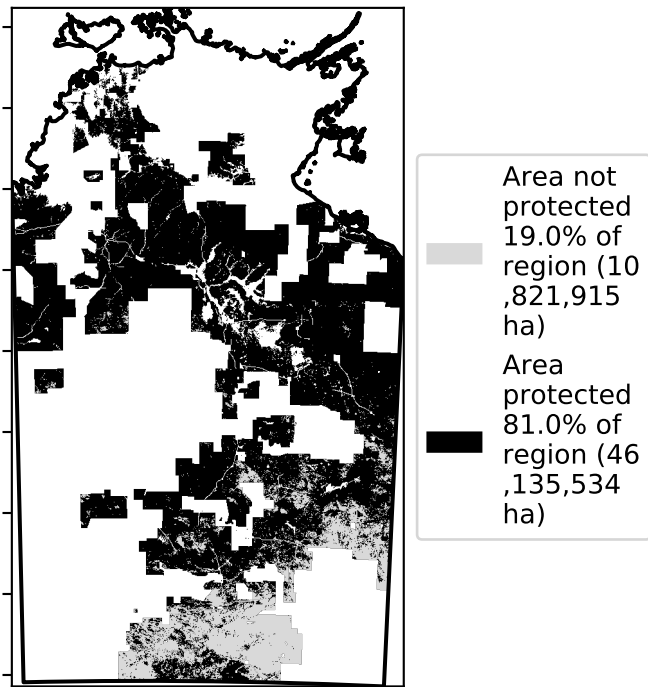 Area not
protected
19.0% of
region (10
,821,915
ha)
Area
protected
81.0% of
region (46
,135,534
ha)